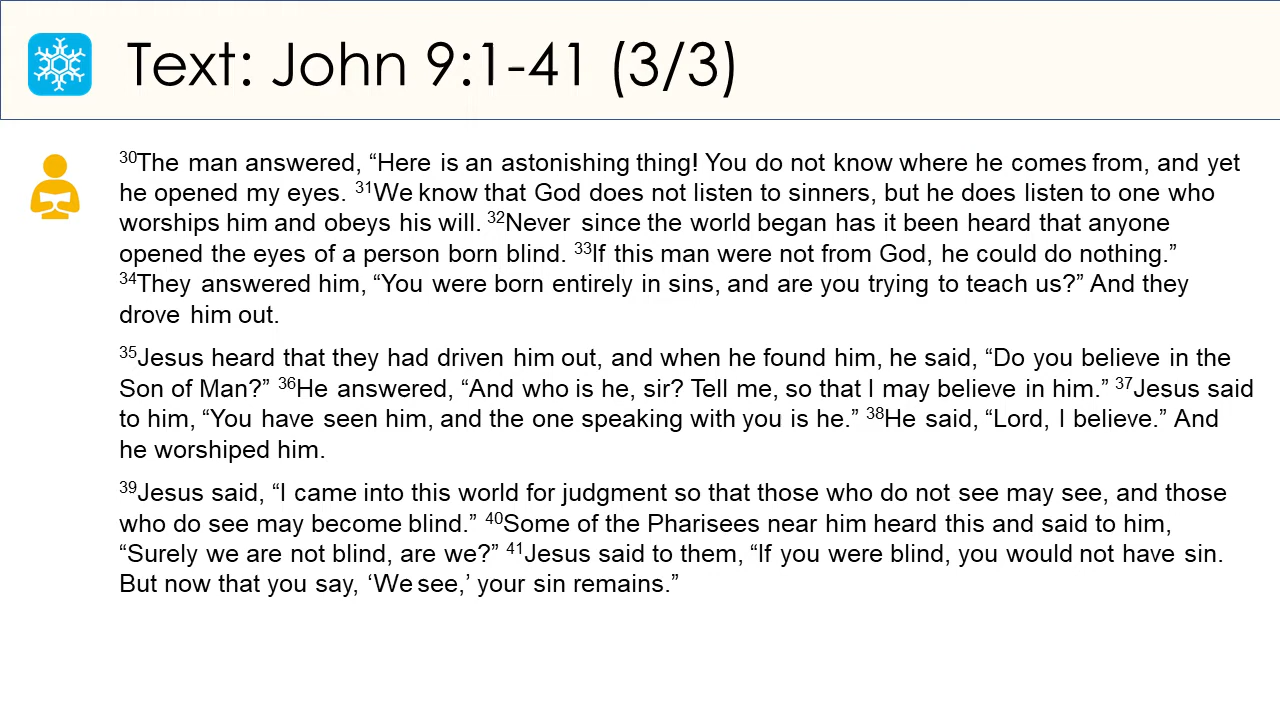 Text: John 9:1-41 (3/3)
30The man answered, “Here is an astonishing thing! You do not know where he comes from, and yet
he opened my eyes. 31We know that God does not listen to sinners, but he does listen to one who
worships him and obeys his will. 32Never since the world began has it been heard that anyone
opened the eyes of a person born blind. 33If this man were not from God, he could do nothing.”
34They answered him, “You were born entirely in sins, and are you trying to teach us?” And they
drove him out.
35Jesus heard that they had driven him out, and when he found him, he said, “Do you believe in the
Son of Man?” 36He answered, “And who is he, sir? Tell me, so that I may believe in him.” 37Jesus said
to him, “You have seen him, and the one speaking with you is he.” 38He said, “Lord, I believe.” And
he worshiped him.
39Jesus said, “I came into this world for judgment so that those who do not see may see, and those
who do see may become blind.” 40Some of the Pharisees near him heard this and said to him,
“Surely we are not blind, are we?” 41Jesus said to them, “If you were blind, you would not have sin.
But now that you say, ‘We see,’ your sin remains.”